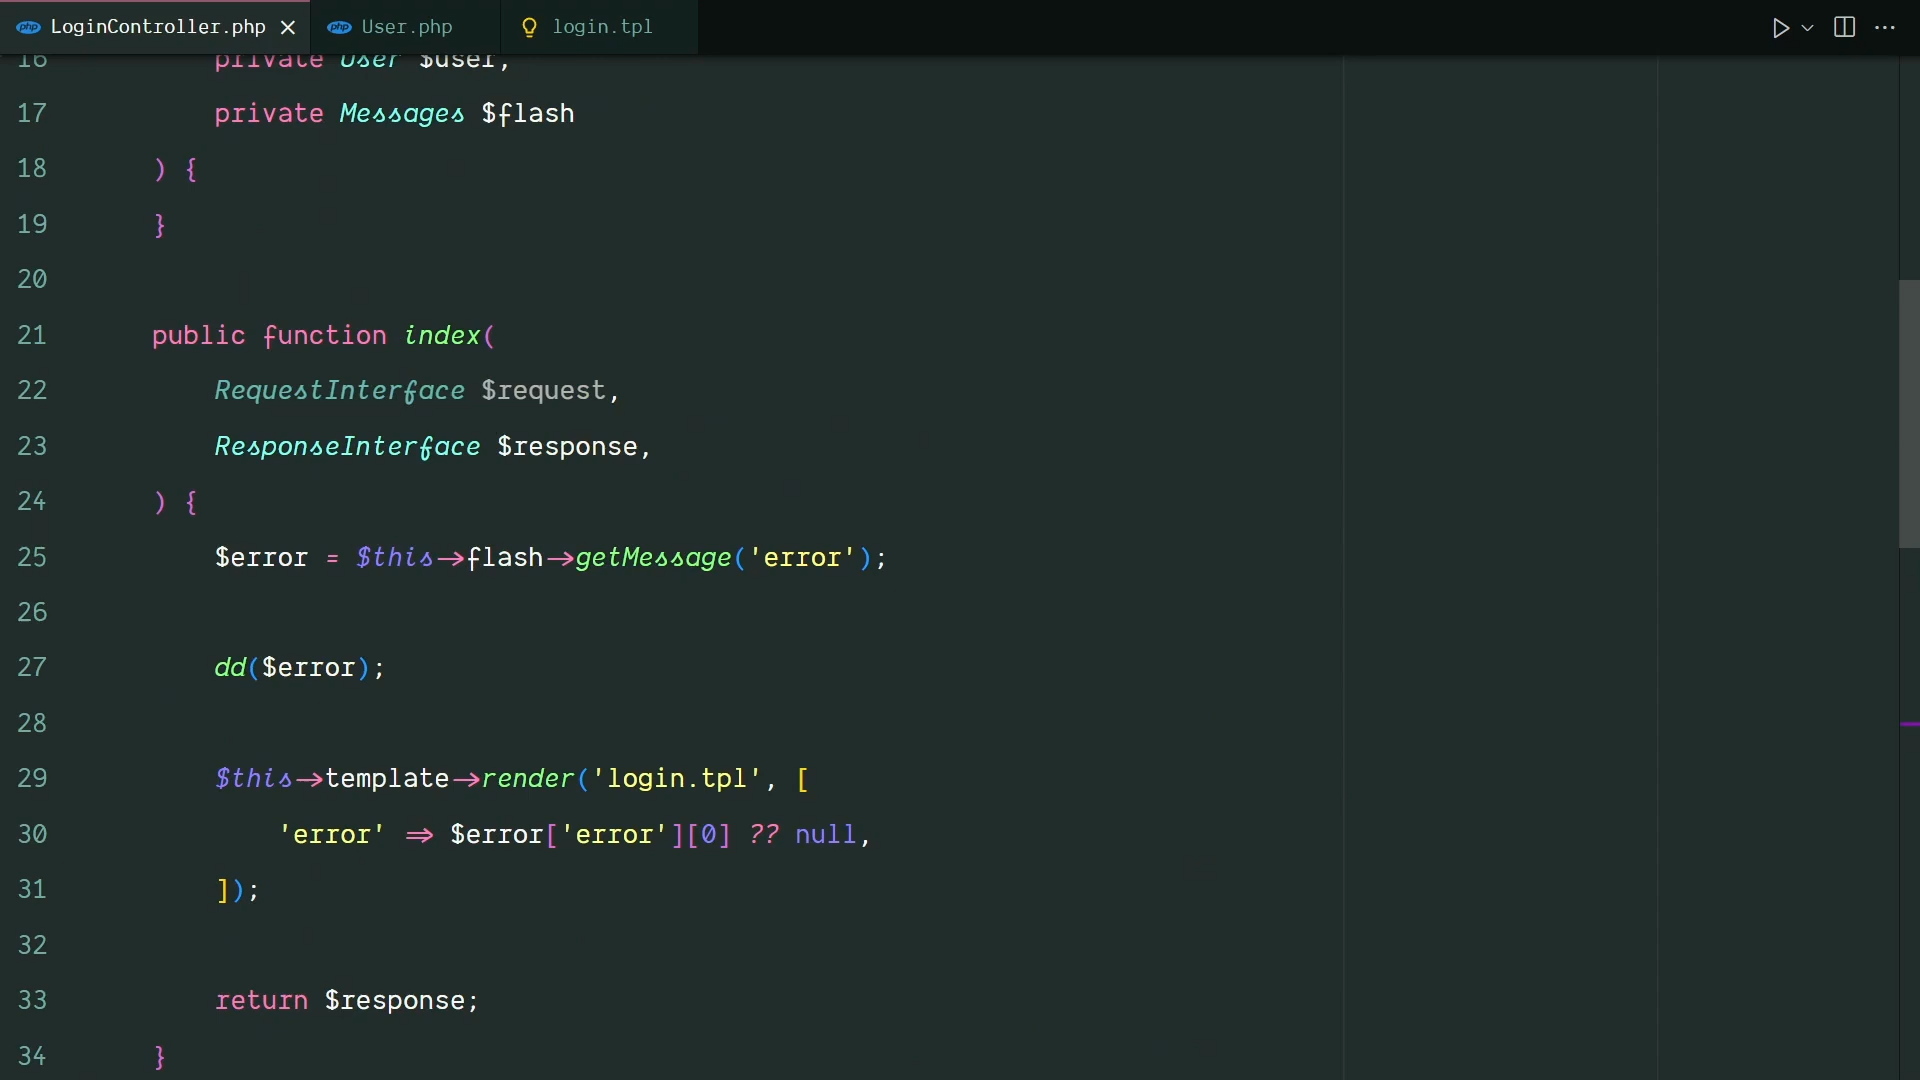 LoginController.php User.php login.tpl
16 private User $user,
17 private Messages $flash
18 ) {
19 }
20
21 public function index(
22 RequestInterface $request,
23 ResponseInterface $response,
24 ) {
25 $error = $this->flash->getMessage('error');
26
27 dd($error);
28
29 $this->template->render('login.tpl', [
30 'error' => $error['error'][0] ?? null,
31 ]);
32
33 return $response;
34 }